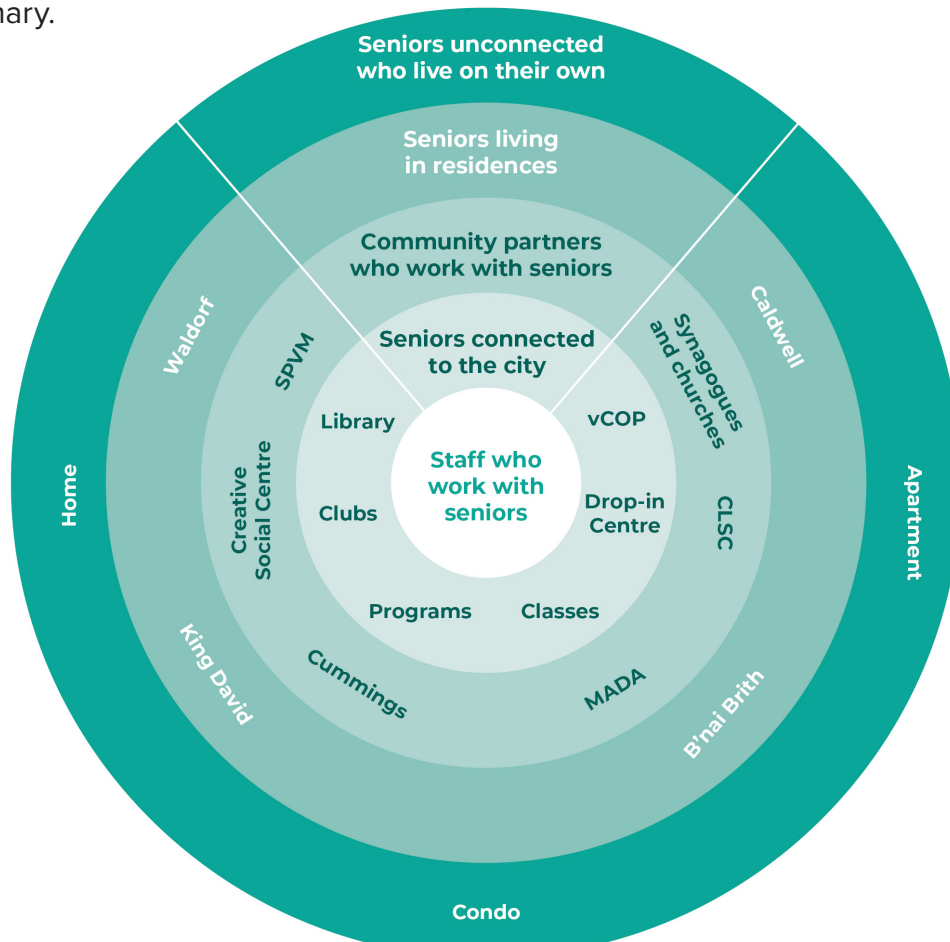 nary.
Seniors unconnected
who live on their own
Seniors living
in residences
Community partners
who work with seniors
Seniors connected
to the city
Staff who
work with
seniors
Library
Clubs
Programs
Classes
Drop-in
Centre
vCOP
SPVM
Creative
Social Centre
Cummings
MADA
CLSC
Synagogues
and churches
Waldorf
King David
B'nai Brith
Caldwell
Home
Condo
Apartment